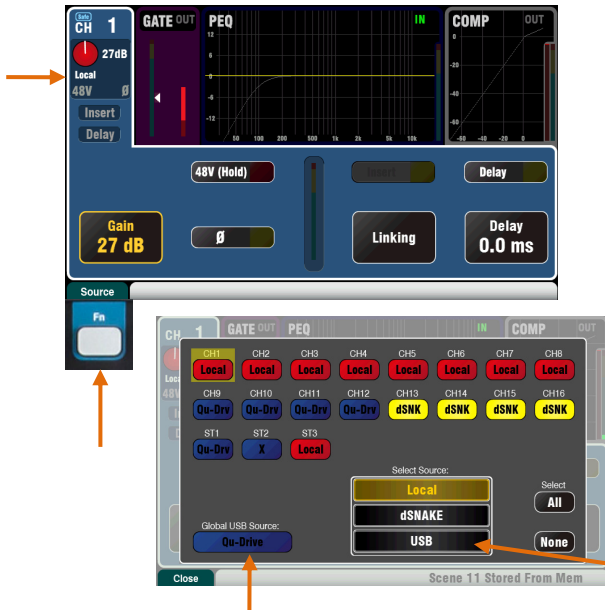 Safe
CH 1
GATE OUT
PEQ
IN
COMP
OUT
27dB
Local
48V Ø
Insert
Delay
12
6
0
-6
-12
50 100 200 500 1k 2k 5k 10k
0
-20
-40
-60
-60 -40 -20 0
48V (Hold)
Insert
Delay
Gain
27 dB
Ø
Linking
Delay
0.0 ms
Source
Fn
CH 1
GATE OUT
PEQ
IN
COMP
OUT
CH1 CH2 CH3 CH4 CH5 CH6 CH7 CH8
Local Local Local Local Local Local Local Local
CH9 CH10 CH11 CH12 CH13 CH14 CH15 CH16
Qu-Drv Qu-Drv Qu-Drv Qu-Drv dSNK dSNK dSNK dSNK
ST1 ST2 ST3
Qu-Drv X Local
Select Source:
Local
dSNAKE
USB
Select
All
None
Global USB Source:
Qu-Drive
Close
Scene 11 Stored From Mem